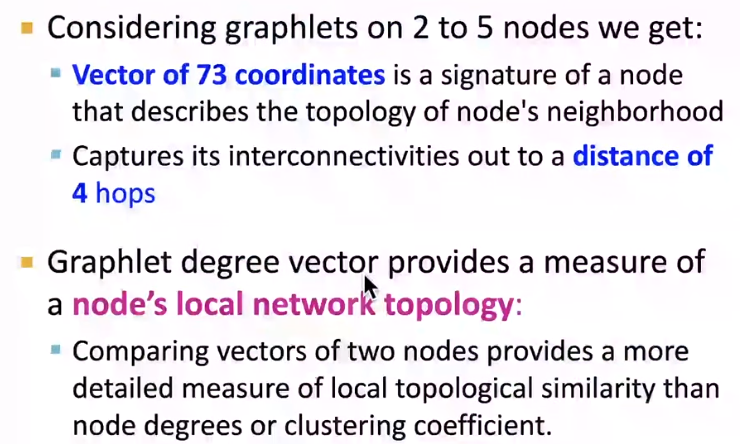 Considering graphlets on 2 to 5 nodes we get:
Vector of 73 coordinates is a signature of a node
that describes the topology of node's neighborhood
Captures its interconnectivities out to a distance of
4 hops
Graphlet degree vector provides a measure of
a node's local network topology:
Comparing vectors of two nodes provides a more
detailed measure of local topological similarity than
node degrees or clustering coefficient.